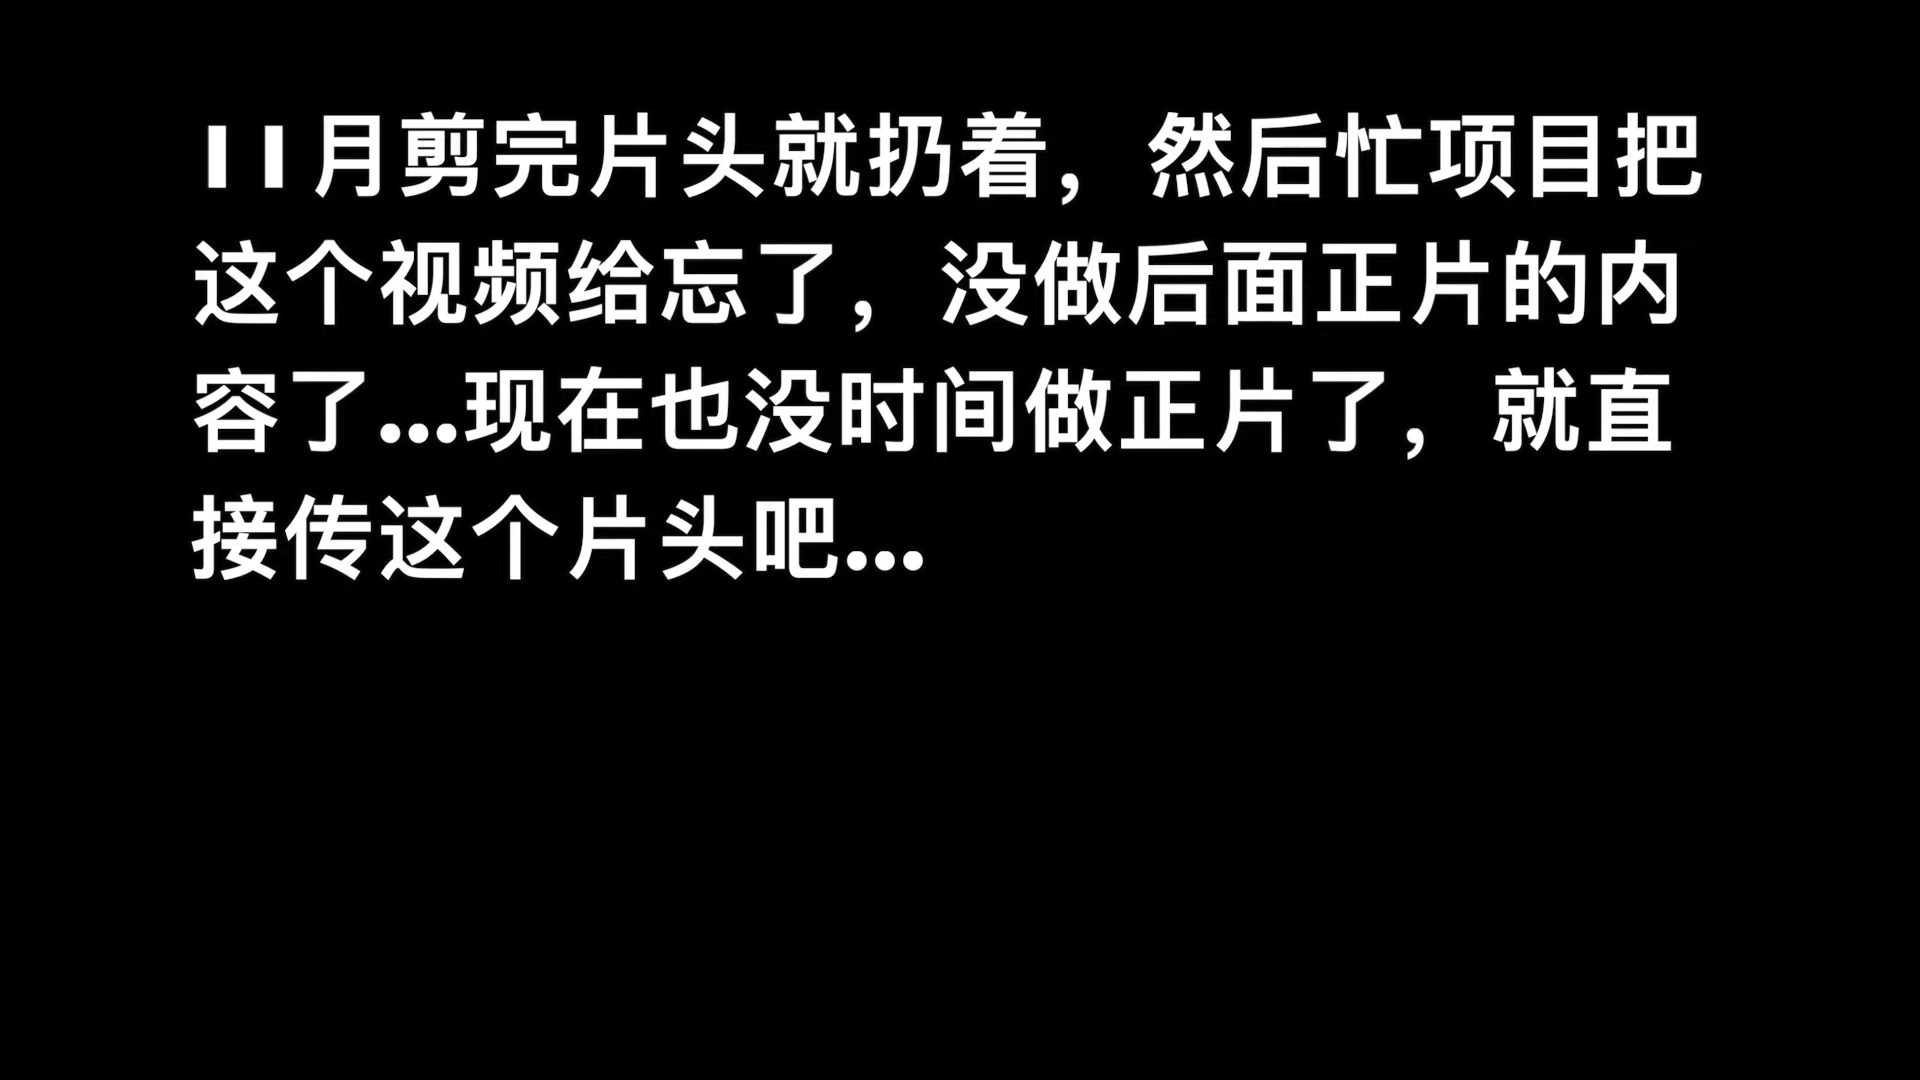 11月剪完片头就扔着，然后忙项目把
这个视频给忘了，没做后面正片的内
容了...现在也没时间做正片了，就直
接传这个片头吧...